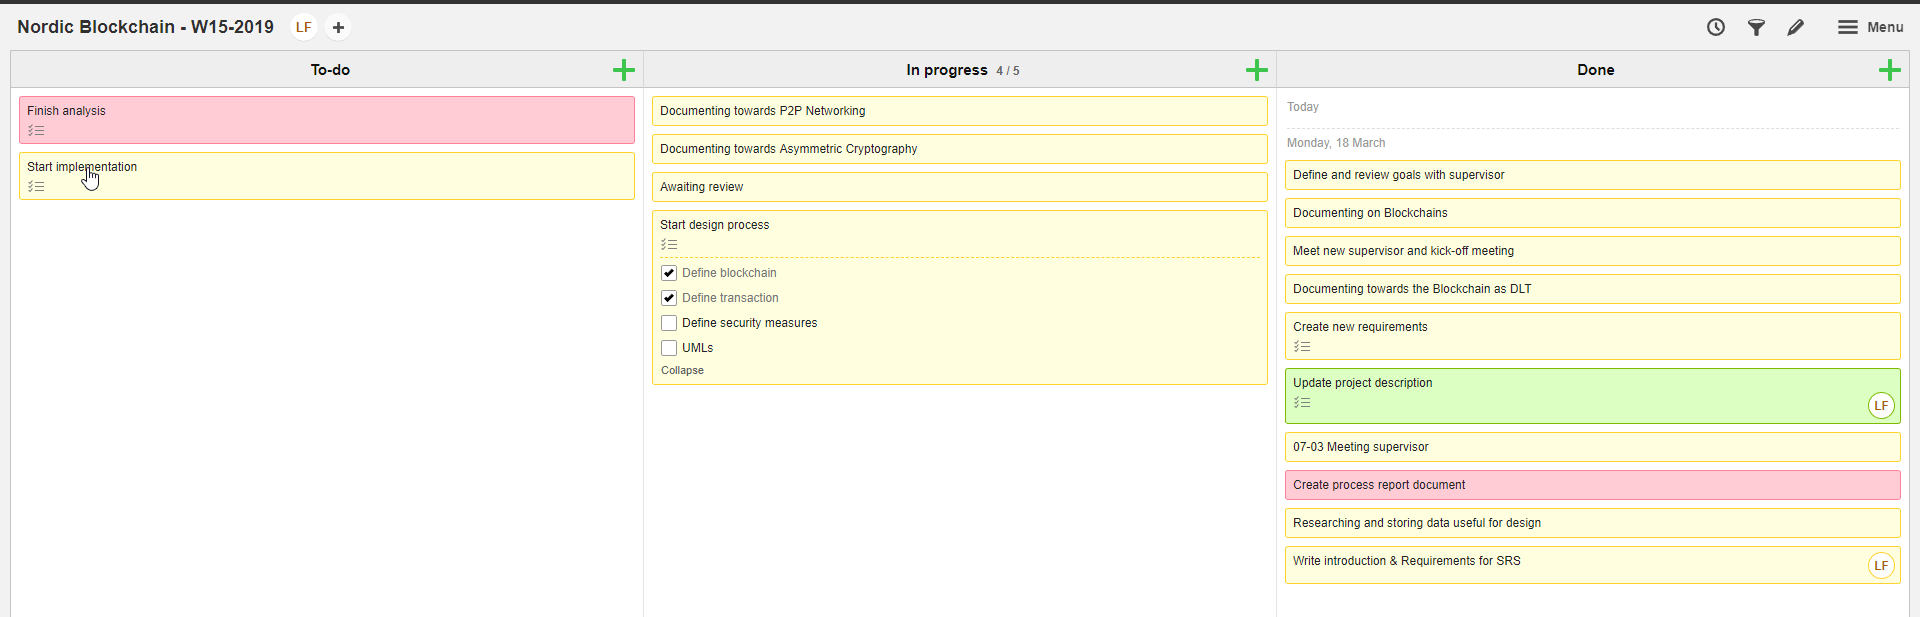 Nordic Blockchain - W15-2019 LF + Menu
To-do
Finish analysis
Start implementation
In progress 4 / 5
Documenting towards P2P Networking
Documenting towards Asymmetric Cryptography
Awaiting review
Start design process
Define blockchain
Define transaction
Define security measures
UMLs
Collapse
Done
Today
Monday, 18 March
Define and review goals with supervisor
Documenting on Blockchains
Meet new supervisor and kick-off meeting
Documenting towards the Blockchain as DLT
Create new requirements
Update project description
LF
07-03 Meeting supervisor
Create process report document
Researching and storing data useful for design
Write introduction & Requirements for SRS
LF